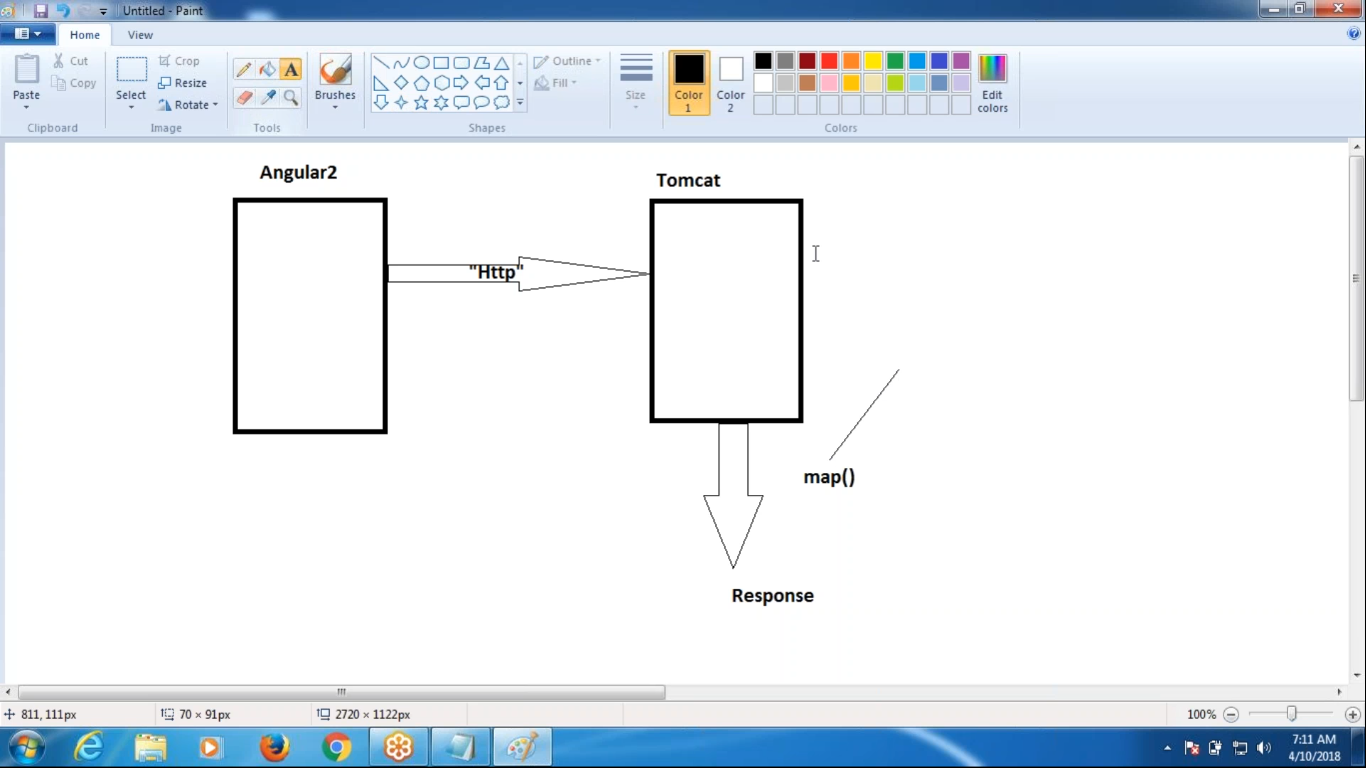 Untitled - Paint
Home
View
Paste
Cut
Copy
Clipboard
Select
Crop
Resize
Rotate
Image
A
Tools
Brushes
Outline
Fill
Shapes
Size
Color 1
Color 2
Edit colors
Colors
Angular2
Tomcat
"Http"
map()
Response
811, 111px
70 × 91px
2720 × 1122px
100%
7:11 AM
4/10/2018